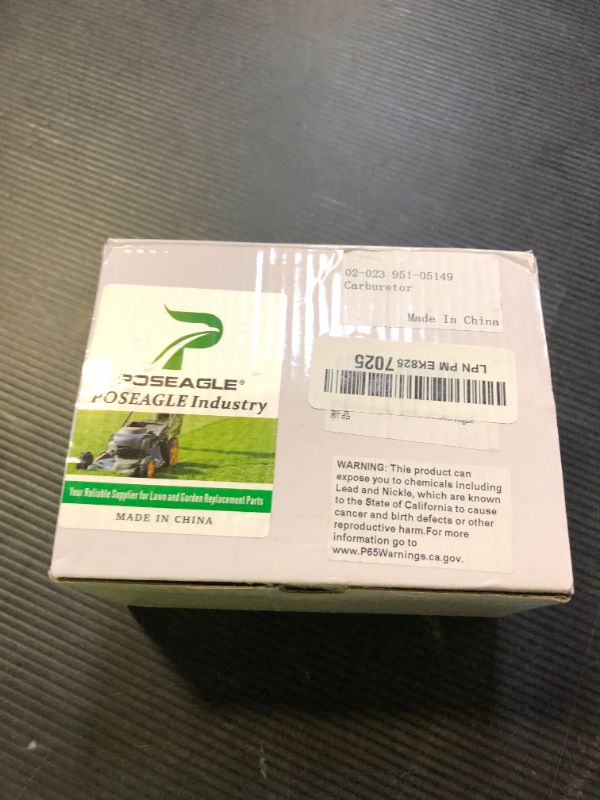 02-023 951-05149
Carburetor
Made In China
POSEAGLE®
POSEAGLE Industry
Your Reliable Supplier for Lawn and Garden Replacement Parts
MADE IN CHINA
LPN PM EK825 7025
WARNING: This product can
expose you to chemicals including
Lead and Nickle, which are known
to the State of California to cause
cancer and birth defects or other
reproductive harm.For more
information go to
www.P65Warnings.ca.gov.